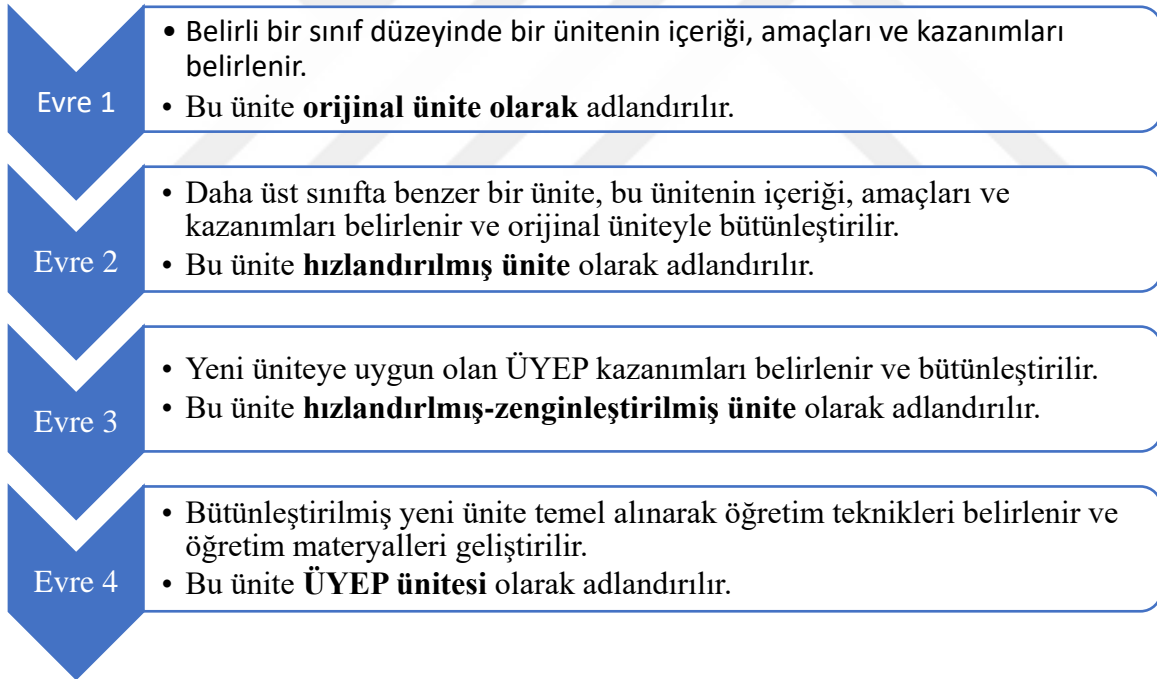 Evre 1
• Belirli bir sınıf düzeyinde bir ünitenin içeriği, amaçları ve kazanımları
belirlenir.
• Bu ünite orijinal ünite olarak adlandırılır.
Evre 2
• Daha üst sınıfta benzer bir ünite, bu ünitenin içeriği, amaçları ve
kazanımları belirlenir ve orijinal üniteyle bütünleştirilir.
• Bu ünite hızlandırılmış ünite olarak adlandırılır.
Evre 3
• Yeni üniteye uygun olan ÜYEP kazanımları belirlenir ve bütünleştirilir.
• Bu ünite hızlandırlmış-zenginleştirilmiş ünite olarak adlandırılır.
Evre 4
• Bütünleştirilmiş yeni ünite temel alınarak öğretim teknikleri belirlenir ve
öğretim materyalleri geliştirilir.
• Bu ünite ÜYEP ünitesi olarak adlandırılır.